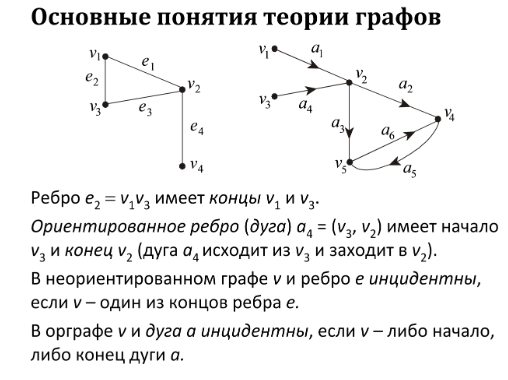 Основные понятия теории графов
v₁ e₁ e₂ v₂ v₃ e₃ e₄ v₄
v₁ a₁ v₂ a₂ v₃ a₄ v₄ a₃ a₆ v₅ a₅
Ребро e₂ = v₁v₃ имеет концы v₁ и v₃.
Ориентированное ребро (дуга) a₄ = (v₃, v₂) имеет начало
v₃ и конец v₂ (дуга a₄ исходит из v₃ и заходит в v₂).
В неориентированном графе v и ребро e инцидентны,
если v – один из концов ребра e.
В орграфе v и дуга a инцидентны, если v – либо начало,
либо конец дуги a.